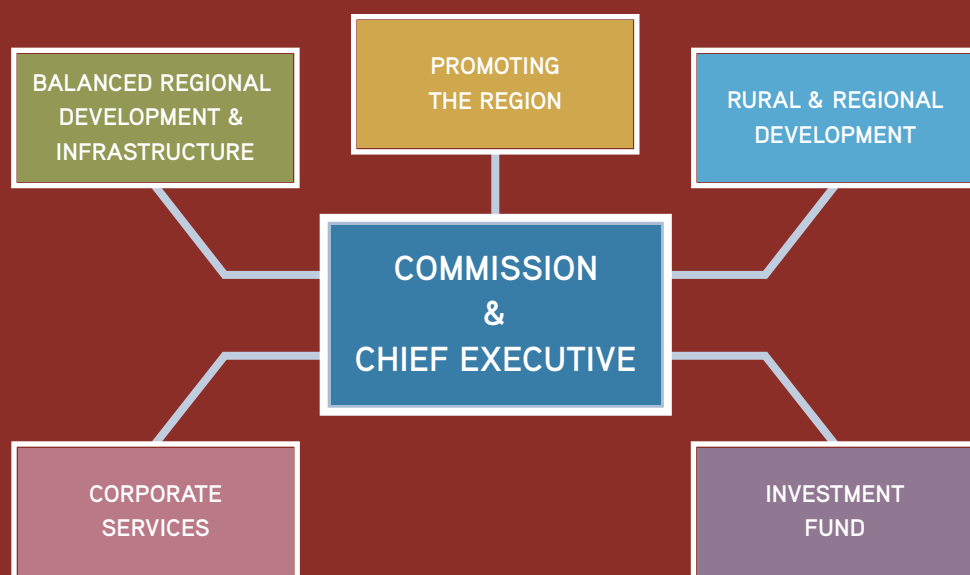 BALANCED REGIONAL
DEVELOPMENT &
INFRASTRUCTURE
PROMOTING
THE REGION
RURAL & REGIONAL
DEVELOPMENT
COMMISSION
&
CHIEF EXECUTIVE
CORPORATE
SERVICES
INVESTMENT
FUND